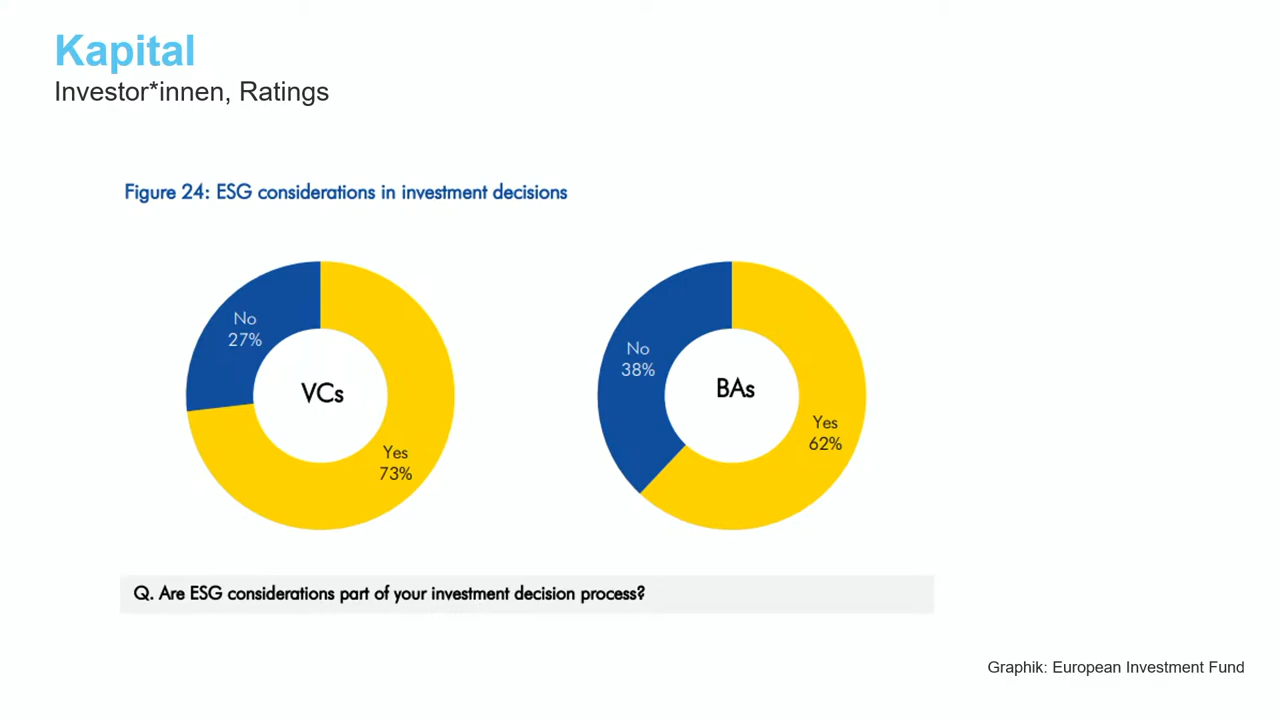 Kapital
Investor*innen, Ratings
Figure 24: ESG considerations in investment decisions
No
27%
VCs
Yes
73%
No
38%
BAs
Yes
62%
Q. Are ESG considerations part of your investment decision process?
Graphik: European Investment Fund